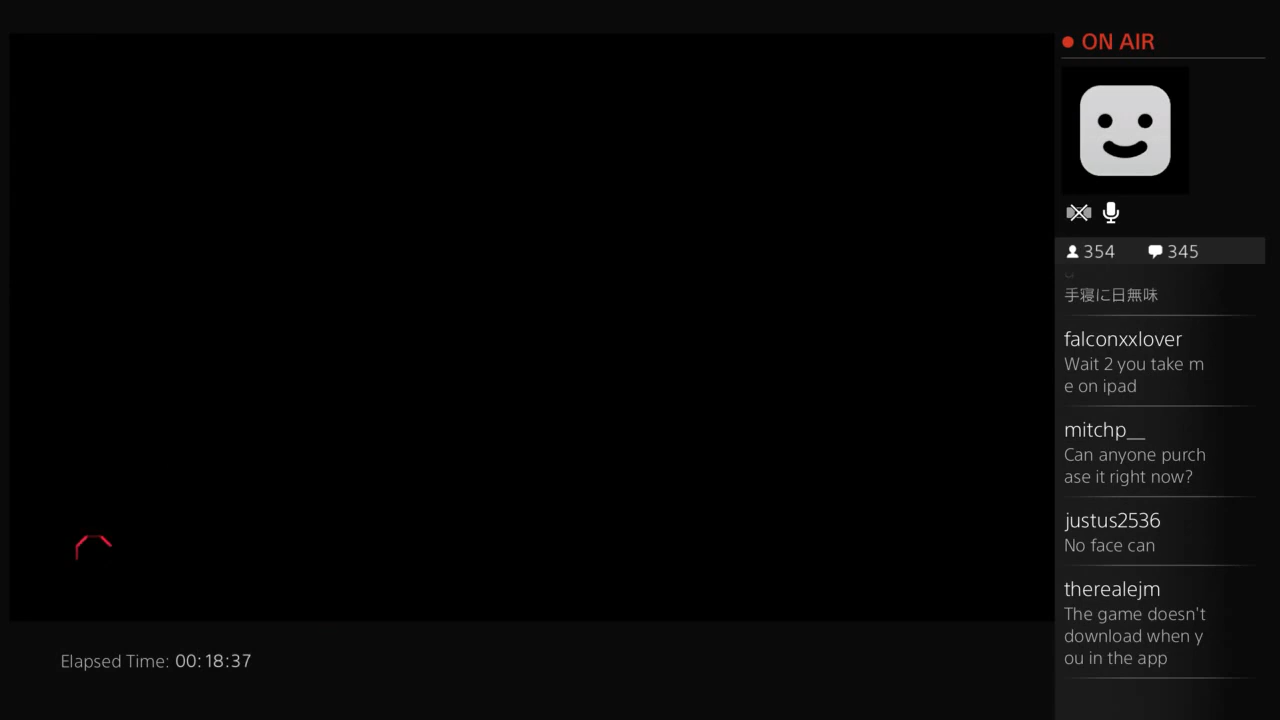 ON AIR
354 345
手寝に日無味
falconxxlover
Wait 2 you take m
e on ipad
mitchp__
Can anyone purch
ase it right now?
justus2536
No face can
therealejm
The game doesn't
download when y
ou in the app
Elapsed Time: 00:18:37